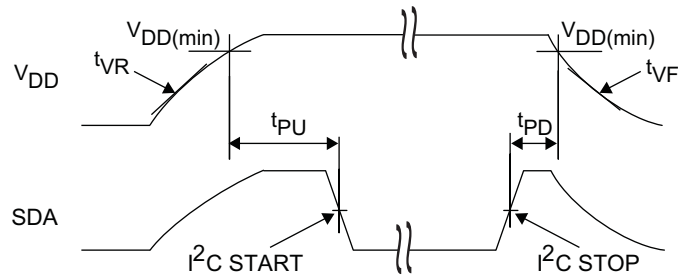 VDD(min) VDD(min)
tVR tVF
VDD
tPU tPD
SDA
I2C START I2C STOP